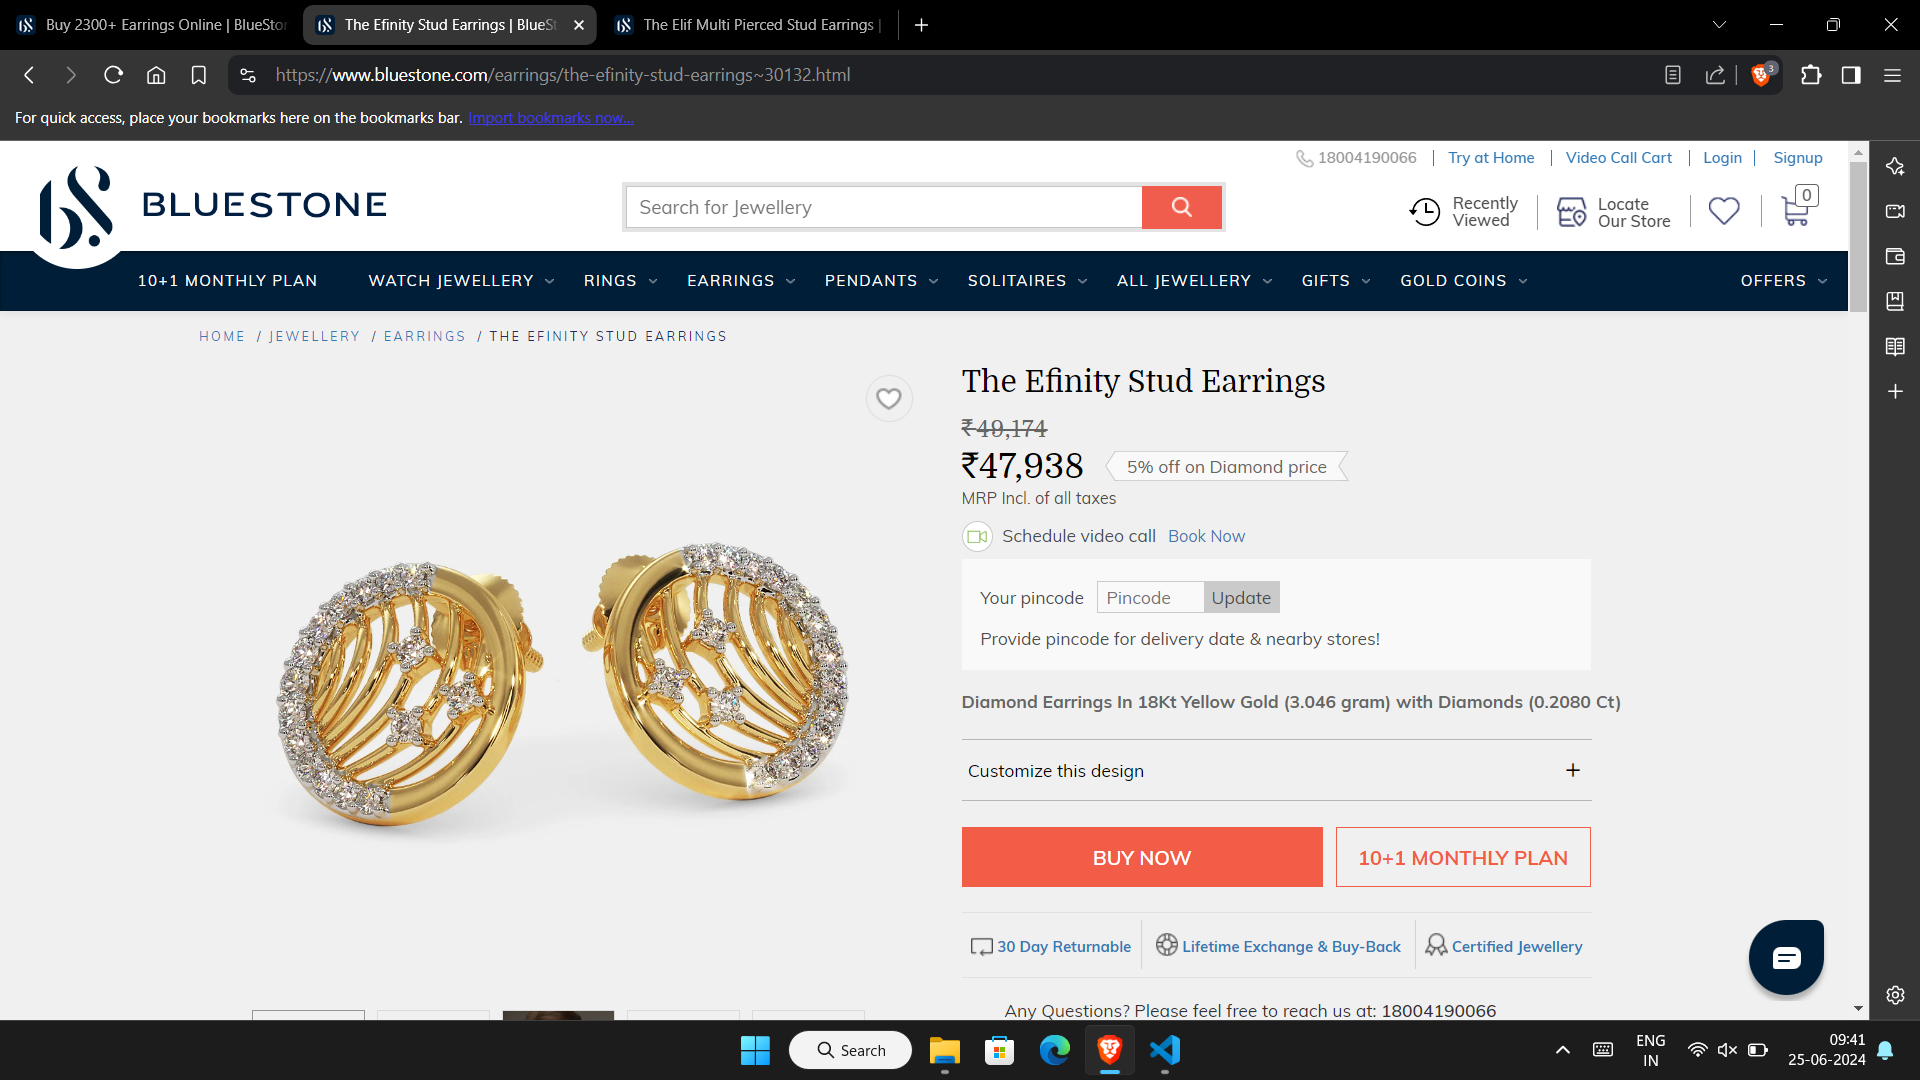 Buy 2300+ Earrings Online | BlueStor
The Efinity Stud Earrings | BlueSt
The Elif Multi Pierced Stud Earrings |
https://www.bluestone.com/earrings/the-efinity-stud-earrings~30132.html
3
For quick access, place your bookmarks here on the bookmarks bar. Import bookmarks now...
18004190066
Try at Home
Video Call Cart
Login
Signup
BLUESTONE
Search for Jewellery
Recently
Viewed
Locate
Our Store
0
10+1 MONTHLY PLAN
WATCH JEWELLERY
RINGS
EARRINGS
PENDANTS
SOLITAIRES
ALL JEWELLERY
GIFTS
GOLD COINS
OFFERS
HOME / JEWELLERY / EARRINGS / THE EFINITY STUD EARRINGS
The Efinity Stud Earrings
₹49,174
₹47,938
5% off on Diamond price
MRP Incl. of all taxes
Schedule video call Book Now
Your pincode
Pincode
Update
Provide pincode for delivery date & nearby stores!
Diamond Earrings In 18Kt Yellow Gold (3.046 gram) with Diamonds (0.2080 Ct)
Customize this design
+
BUY NOW
10+1 MONTHLY PLAN
30 Day Returnable
Lifetime Exchange & Buy-Back
Certified Jewellery
Any Questions? Please feel free to reach us at: 18004190066
Search
ENG
IN
09:41
25-06-2024